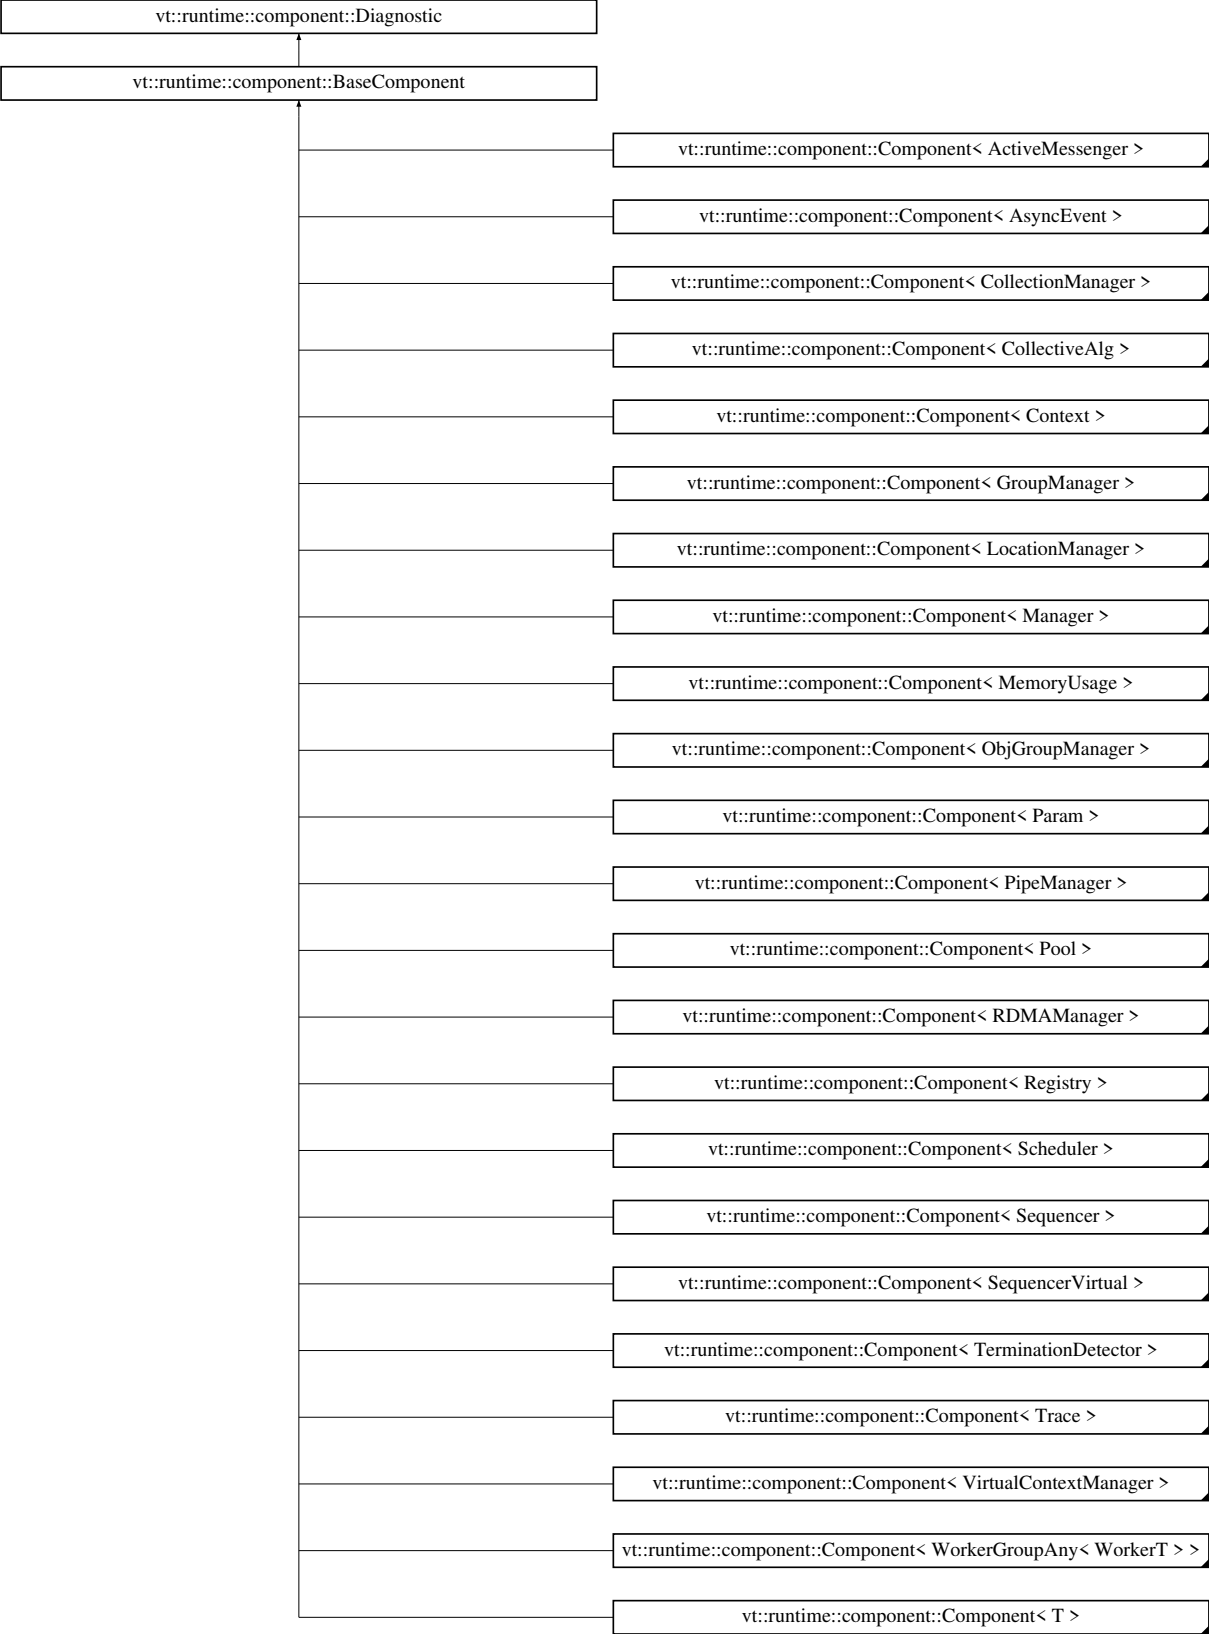 vt::runtime::component::Diagnostic
vt::runtime::component::BaseComponent
vt::runtime::component::Component< ActiveMessenger >
vt::runtime::component::Component< AsyncEvent >
vt::runtime::component::Component< CollectionManager >
vt::runtime::component::Component< CollectiveAlg >
vt::runtime::component::Component< Context >
vt::runtime::component::Component< GroupManager >
vt::runtime::component::Component< LocationManager >
vt::runtime::component::Component< Manager >
vt::runtime::component::Component< MemoryUsage >
vt::runtime::component::Component< ObjGroupManager >
vt::runtime::component::Component< Param >
vt::runtime::component::Component< PipeManager >
vt::runtime::component::Component< Pool >
vt::runtime::component::Component< RDMAManager >
vt::runtime::component::Component< Registry >
vt::runtime::component::Component< Scheduler >
vt::runtime::component::Component< Sequencer >
vt::runtime::component::Component< SequencerVirtual >
vt::runtime::component::Component< TerminationDetector >
vt::runtime::component::Component< Trace >
vt::runtime::component::Component< VirtualContextManager >
vt::runtime::component::Component< WorkerGroupAny< WorkerT > >
vt::runtime::component::Component< T >